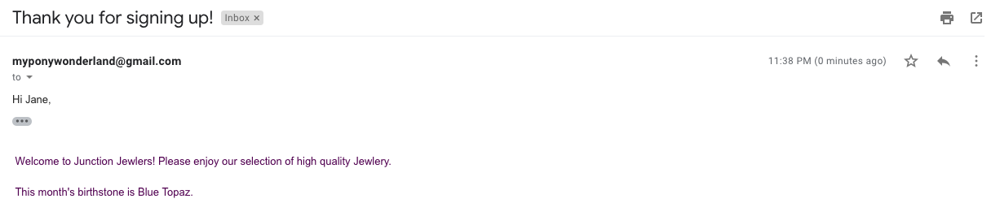 Thank you for signing up! Inbox ×
myponywonderland@gmail.com 11:38 PM (0 minutes ago)
to
Hi Jane,
Welcome to Junction Jewlers! Please enjoy our selection of high quality Jewlery.
This month's birthstone is Blue Topaz.